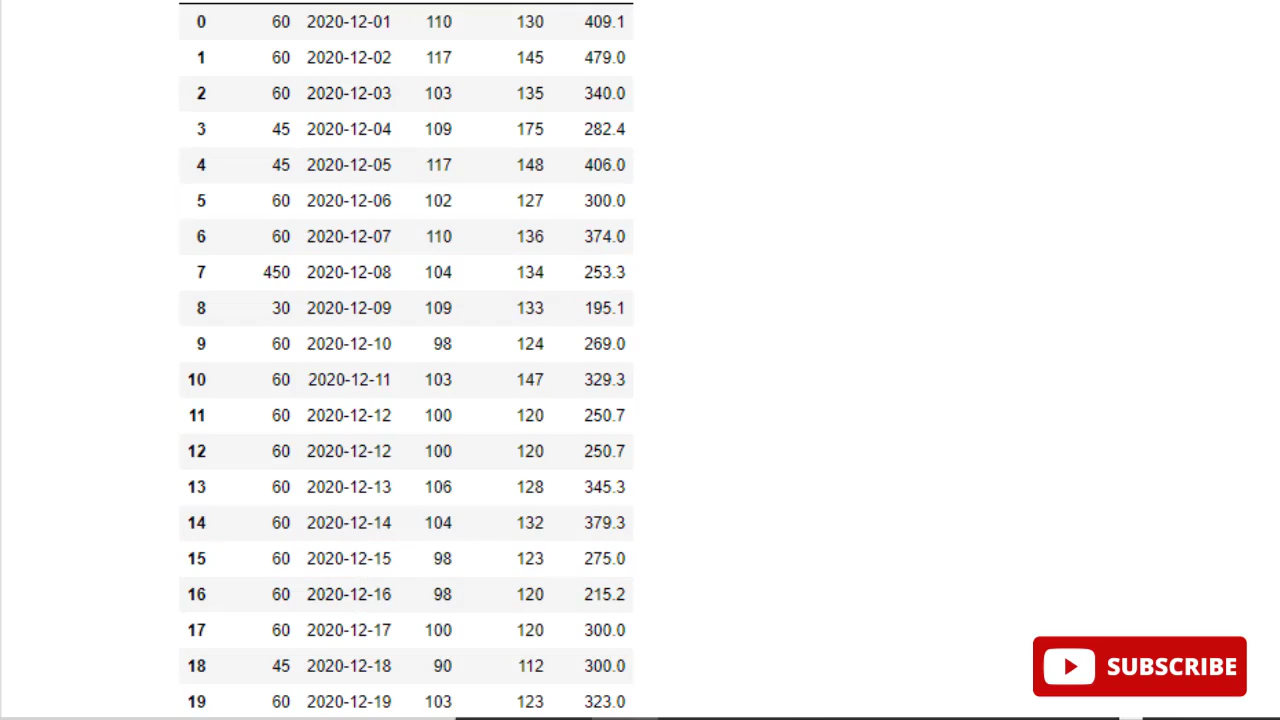 0 60 2020-12-01 110 130 409.1
1 60 2020-12-02 117 145 479.0
2 60 2020-12-03 103 135 340.0
3 45 2020-12-04 109 175 282.4
4 45 2020-12-05 117 148 406.0
5 60 2020-12-06 102 127 300.0
6 60 2020-12-07 110 136 374.0
7 450 2020-12-08 104 134 253.3
8 30 2020-12-09 109 133 195.1
9 60 2020-12-10 98 124 269.0
10 60 2020-12-11 103 147 329.3
11 60 2020-12-12 100 120 250.7
12 60 2020-12-12 100 120 250.7
13 60 2020-12-13 106 128 345.3
14 60 2020-12-14 104 132 379.3
15 60 2020-12-15 98 123 275.0
16 60 2020-12-16 98 120 215.2
17 60 2020-12-17 100 120 300.0
18 45 2020-12-18 90 112 300.0
19 60 2020-12-19 103 123 323.0
SUBSCRIBE